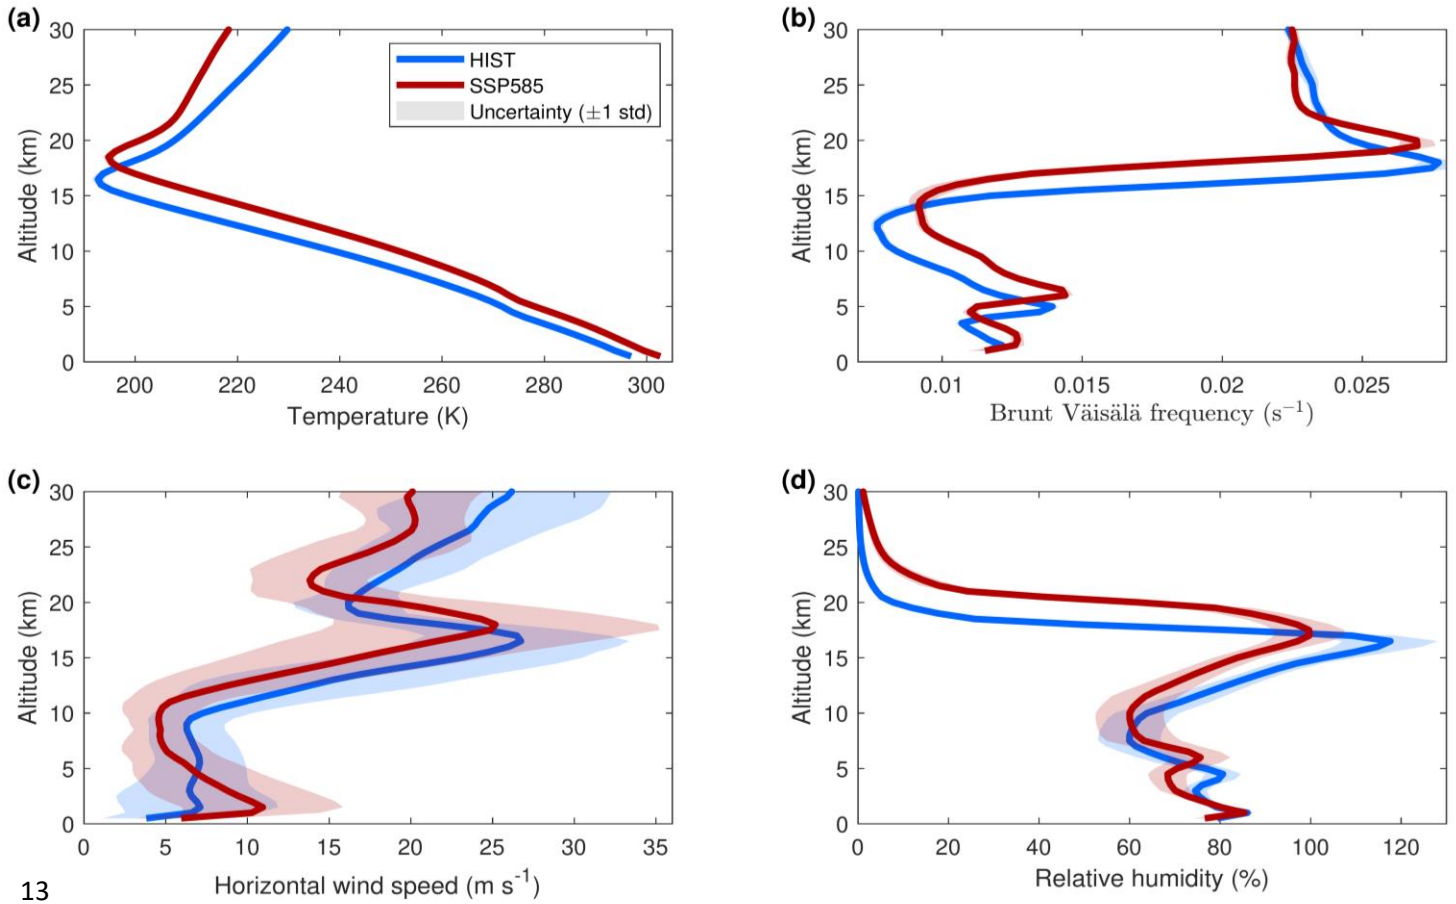 (a)
30
25
20
15
10
5
0
Altitude (km)
HIST
SSP585
Uncertainty (±1 std)
200 220 240 260 280 300
Temperature (K)
(b)
30
25
20
15
10
5
0
Altitude (km)
0.01 0.015 0.02 0.025
Brunt Väisälä frequency (s⁻¹)
(c)
30
25
20
15
10
5
0
Altitude (km)
0 5 10 15 20 25 30 35
Horizontal wind speed (m s⁻¹)
(d)
30
25
20
15
10
5
0
Altitude (km)
0 20 40 60 80 100 120
Relative humidity (%)
13